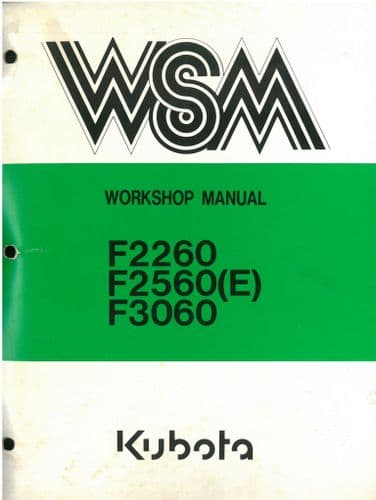 WSM
WORKSHOP MANUAL
F2260
F2560(E)
F3060
Kubota